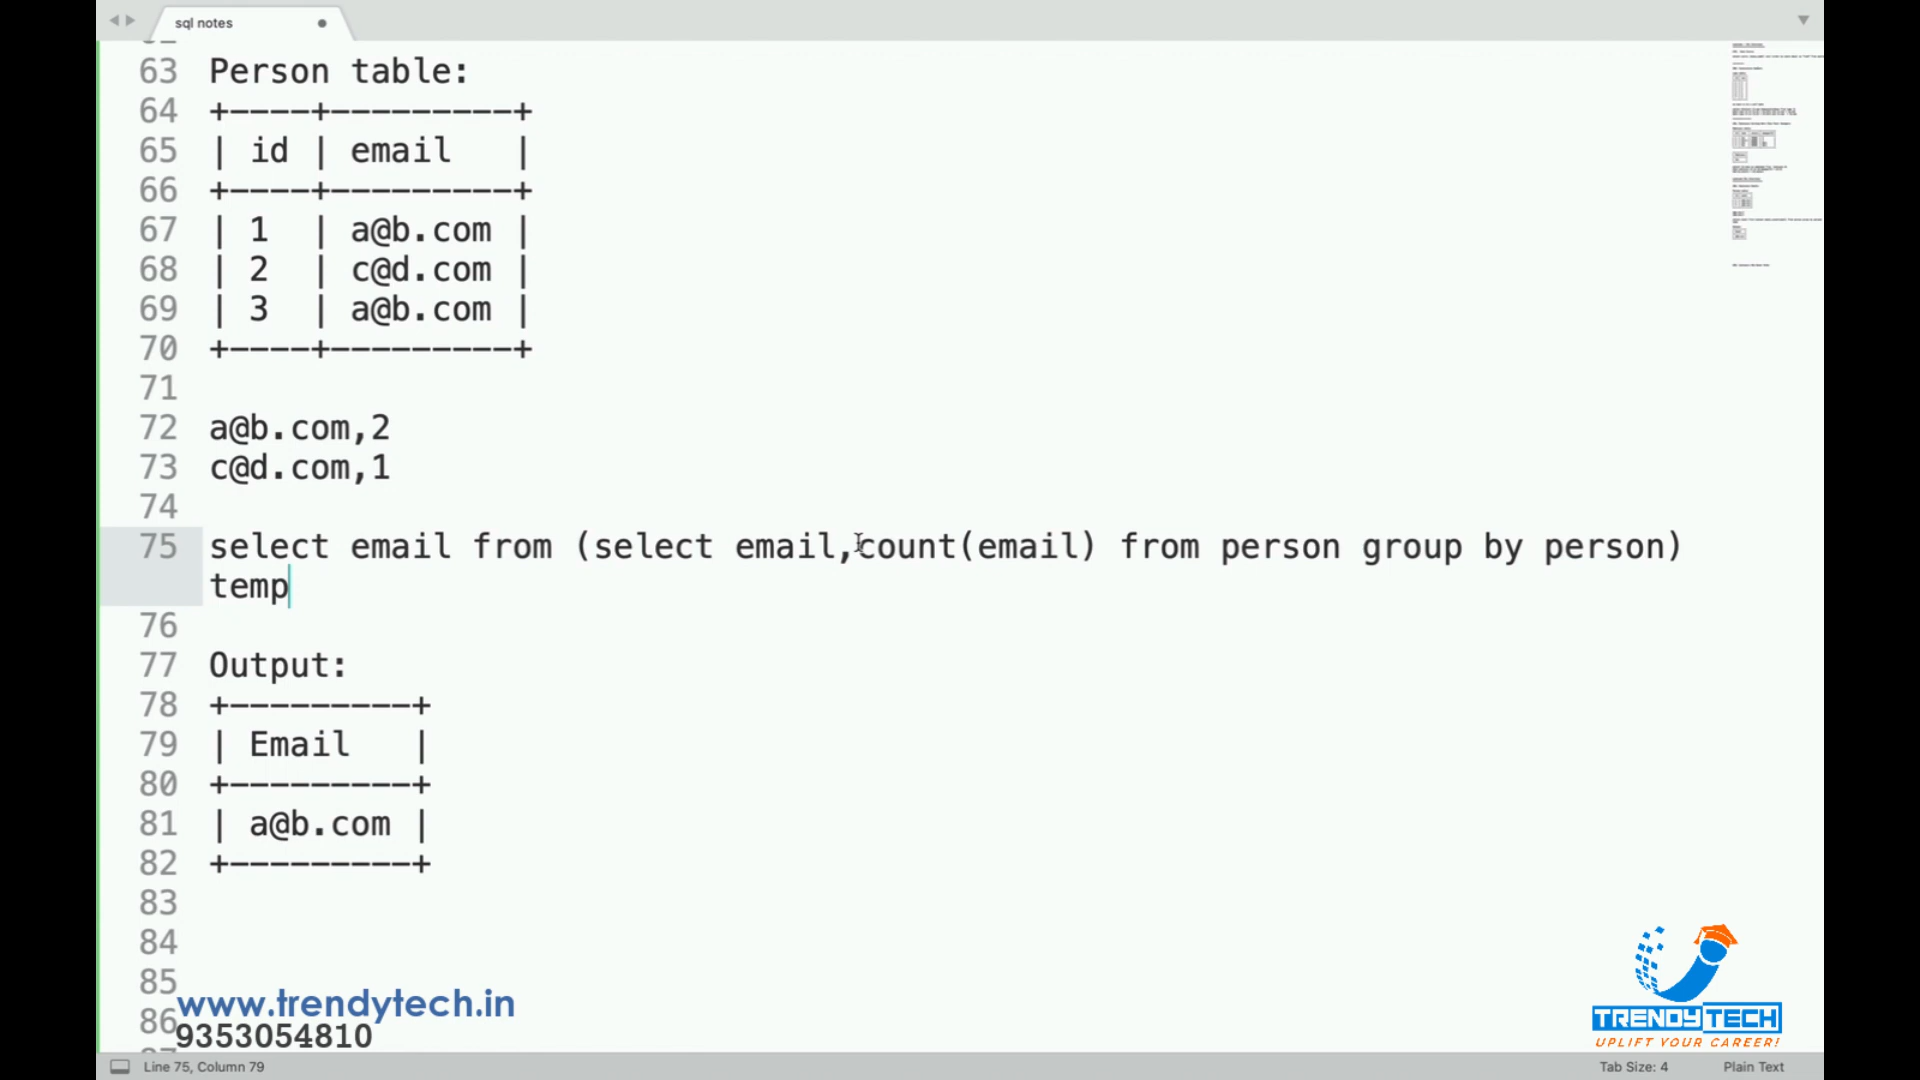 sql notes
63 Person table:
64 +----+---------+
65 | id | email   |
66 +----+---------+
67 | 1  | a@b.com |
68 | 2  | c@d.com |
69 | 3  | a@b.com |
70 +----+---------+
71
72 a@b.com,2
73 c@d.com,1
74
75 select email from (select email,count(email) from person group by person)
temp
76
77 Output:
78 +---------+
79 | Email   |
80 +---------+
81 | a@b.com |
82 +---------+
83
84
85
86
www.trendytech.in
9353054810
TRENDYTECH
UPLIFT YOUR CAREER!
Line 75, Column 79
Tab Size: 4
Plain Text